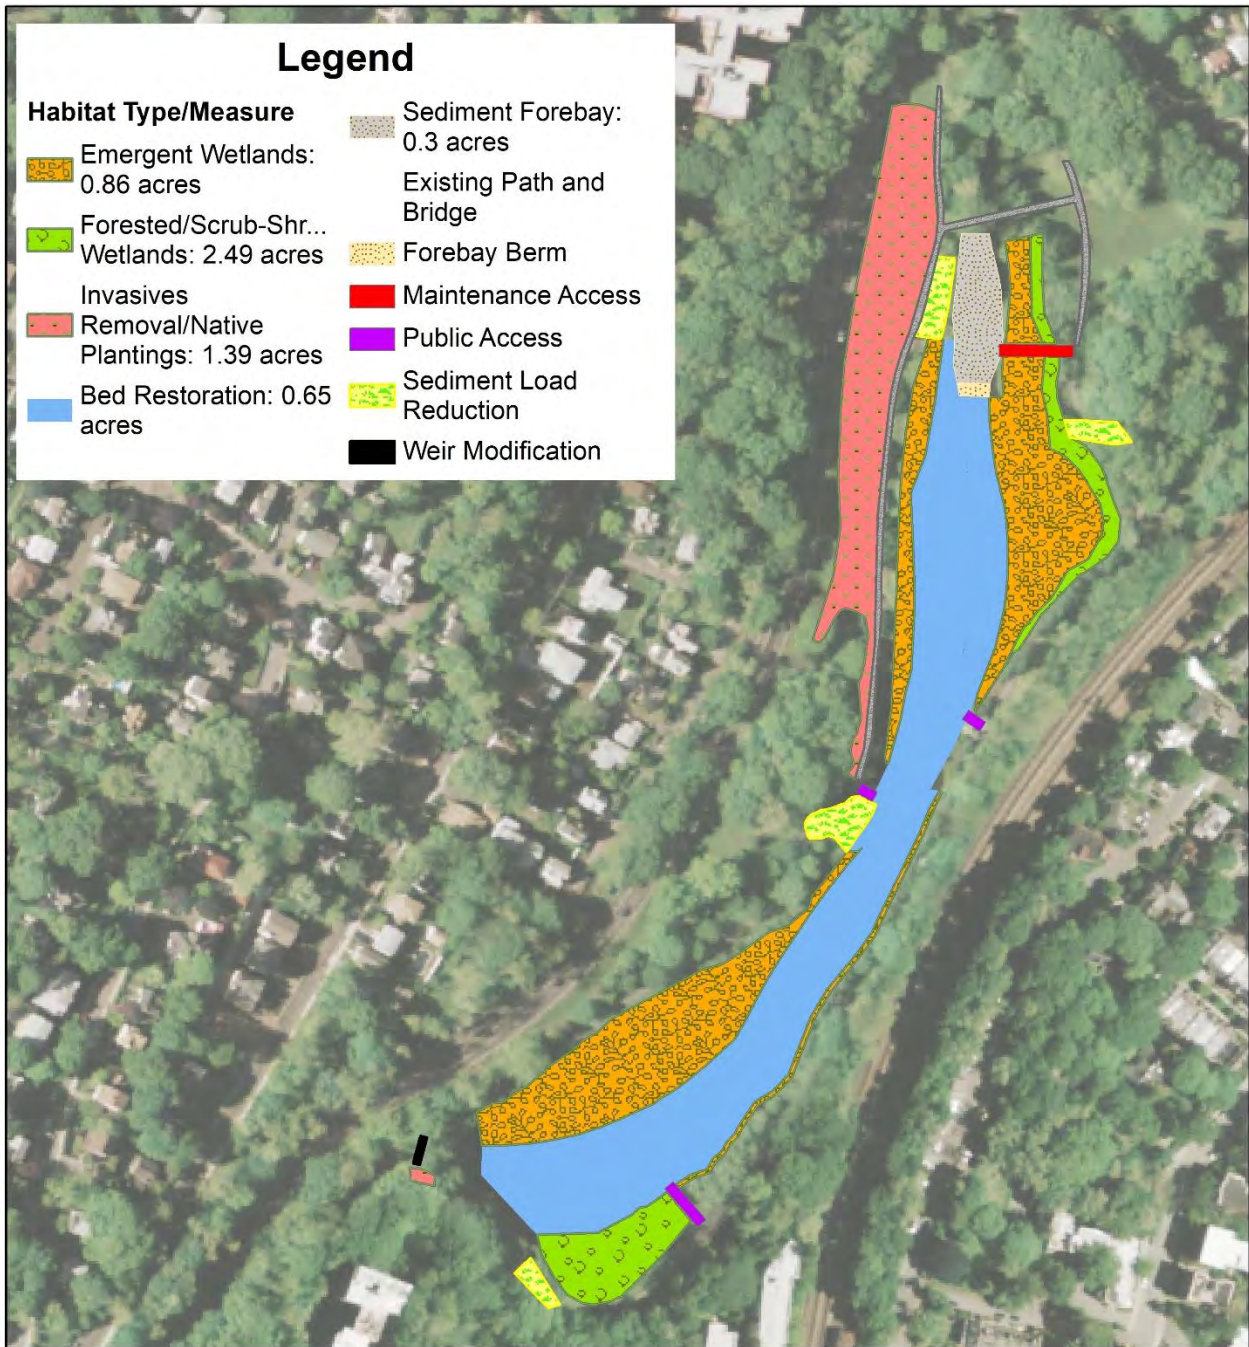 Legend
Habitat Type/Measure
Emergent Wetlands:
0.86 acres
Forested/Scrub-Shr...
Wetlands: 2.49 acres
Invasives
Removal/Native
Plantings: 1.39 acres
Bed Restoration: 0.65
acres
Sediment Forebay:
0.3 acres
Existing Path and
Bridge
Forebay Berm
Maintenance Access
Public Access
Sediment Load
Reduction
Weir Modification